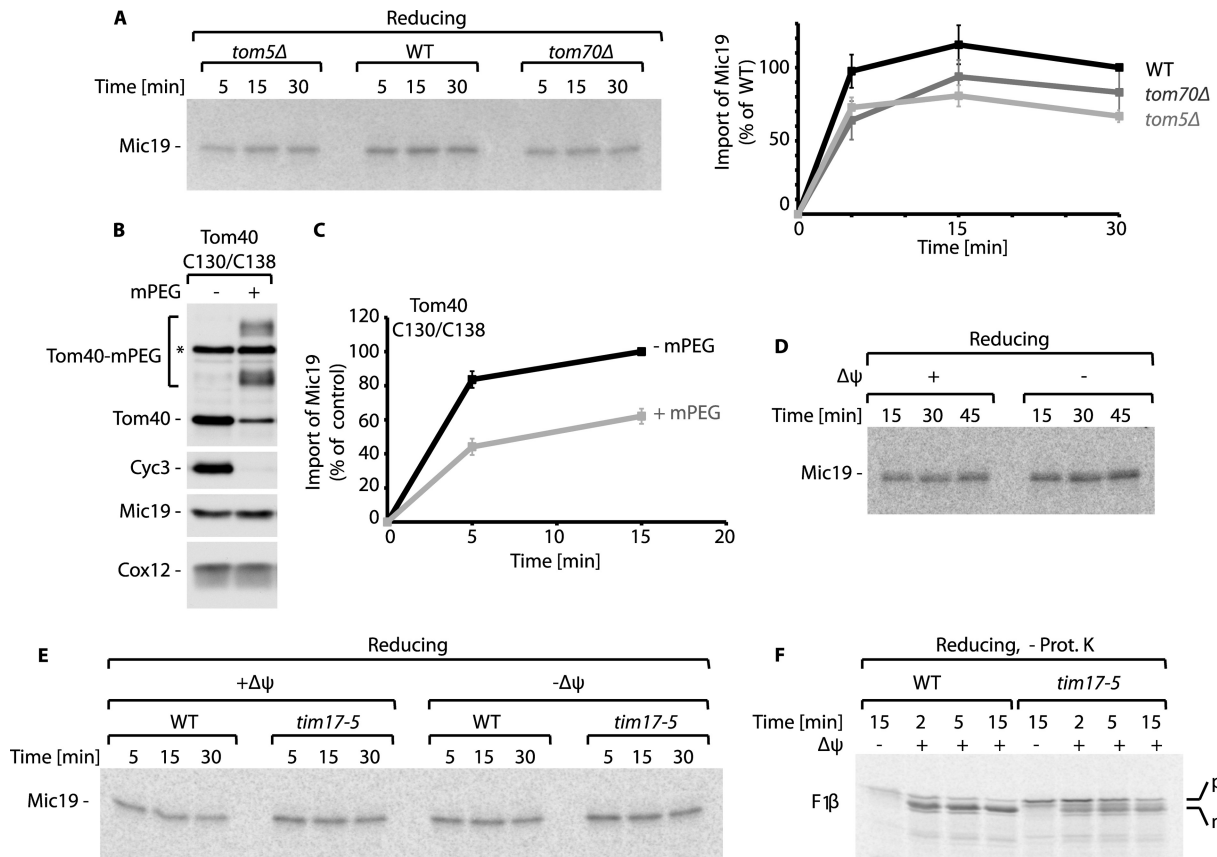 A
Reducing
tom5Δ WT tom70Δ
Time [min] 5 15 30 5 15 30 5 15 30
Mic19 -
Import of Mic19
(% of WT)
100
50
0
0 15 30
Time [min]
WT
tom70Δ
tom5Δ
B
Tom40
C130/C138
mPEG - +
Tom40-mPEG
*
Tom40 -
Cyc3 -
Mic19 -
Cox12 -
C
Tom40
C130/C138
Import of Mic19
(% of control)
120
100
80
60
40
20
0
0 5 10 15 20
Time [min]
- mPEG
+ mPEG
D
Reducing
Δψ + -
Time [min] 15 30 45 15 30 45
Mic19 -
E
Reducing
+Δψ -Δψ
WT tim17-5 WT tim17-5
Time [min] 5 15 30 5 15 30 5 15 30 5 15 30
Mic19 -
F
Reducing, - Prot. K
WT tim17-5
Time [min] 15 2 5 15 15 2 5 15
Δψ - + + + - + + +
F1β